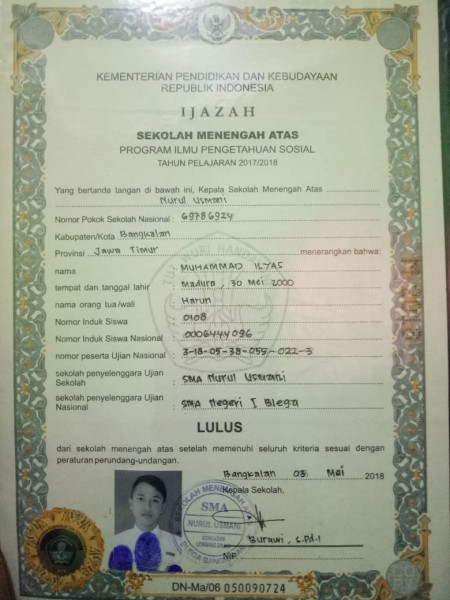 KEMENTERIAN PENDIDIKAN DAN KEBUDAYAAN
REPUBLIK INDONESIA
IJAZAH
SEKOLAH MENENGAH ATAS
PROGRAM ILMU PENGETAHUAN SOSIAL
TAHUN PELAJARAN 2017/2018
Yang bertanda tangan di bawah ini, Kepala Sekolah Menengah Atas
Nurul Usmani
Nomor Pokok Sekolah Nasional : 69786924
Kabupaten/Kota Bangkalan
Provinsi Jawa Timur menerangkan bahwa:
nama : MUHAMMAD ILYAS
tempat dan tanggal lahir : Madura, 30 Mei 2000
nama orang tua/wali : Harun
Nomor Induk Siswa : 0108
Nomor Induk Siswa Nasional : 0006444096
nomor peserta Ujian Nasional : 3-18-05-38-055-022-3
sekolah penyelenggara Ujian Sekolah : SMA Nurul Usmani
sekolah penyelenggara Ujian Nasional : SMA Negeri I Blega
LULUS
dari sekolah menengah atas setelah memenuhi seluruh kriteria sesuai dengan
peraturan perundang-undangan.
Bangkalan 03 Mei 2018
Kepala Sekolah,
SEKOLAH MENENGAH ATAS
SMA
NURUL USMANI
Burawi, S.Pd.I
NIP.
DN-Ma/06 050090724